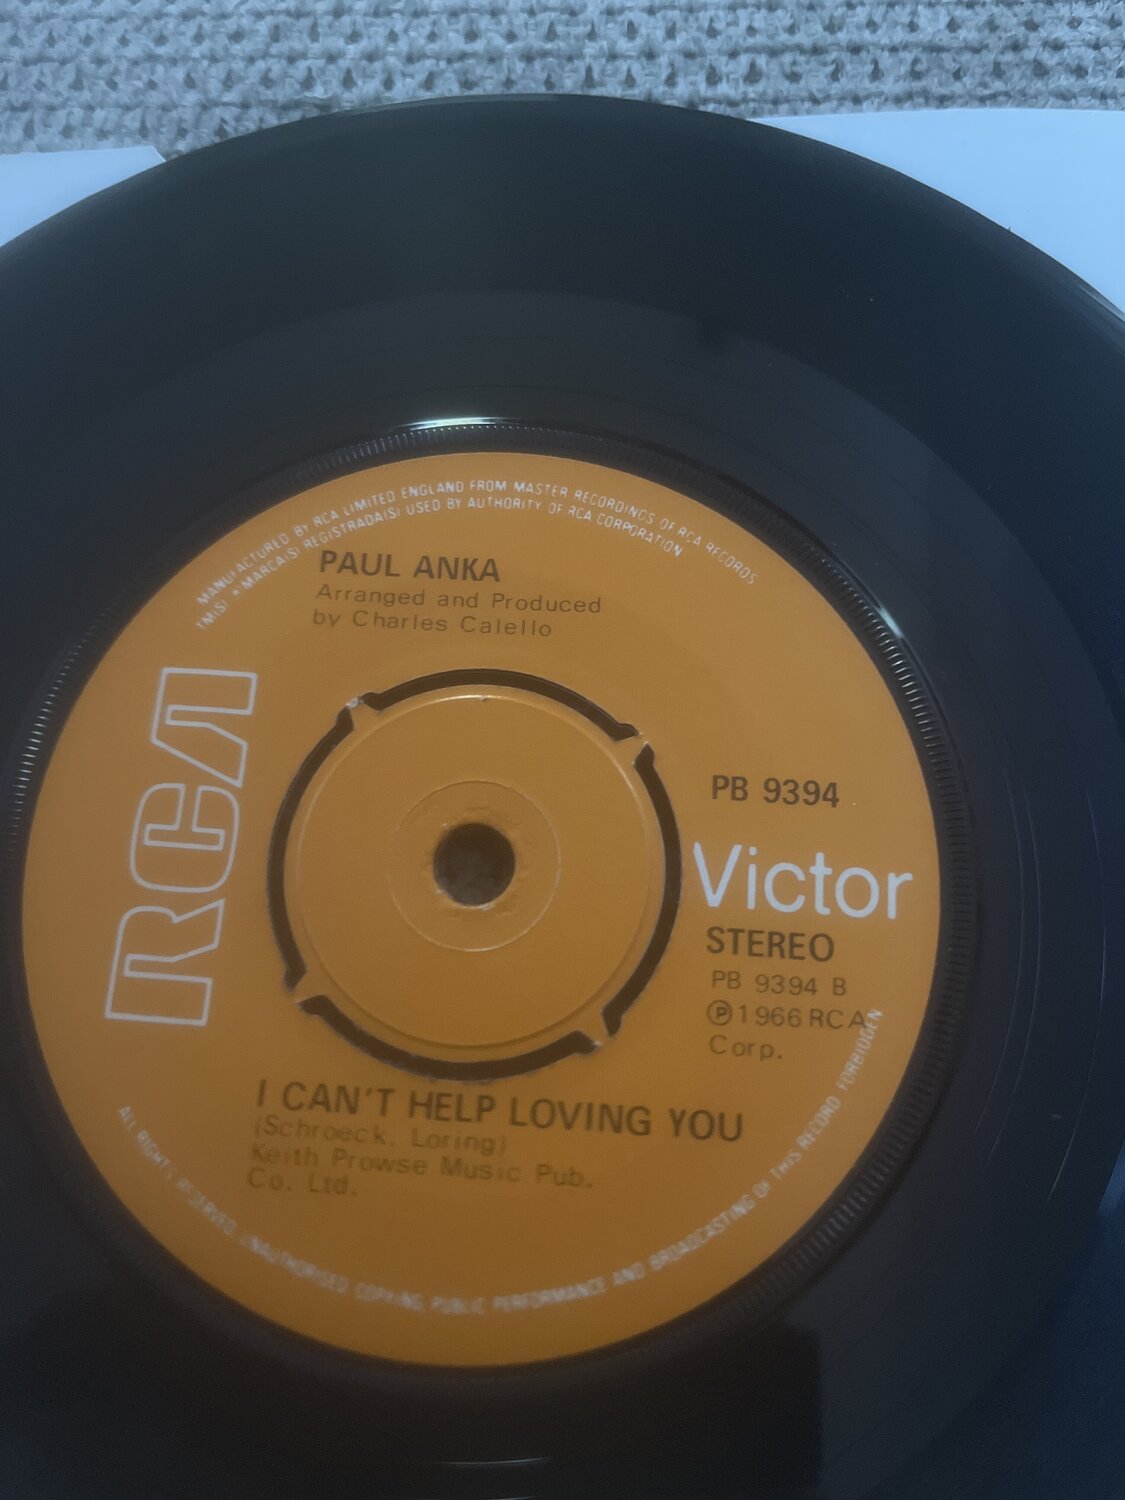 MANUFACTURED BY RCA LIMITED ENGLAND FROM MASTER RECORDINGS OF RCA RECORDS
TM(S) ® MARCA(S) REGISTRADA(S) USED BY AUTHORITY OF RCA CORPORATION
PAUL ANKA
Arranged and Produced
by Charles Calello
RCA
PB 9394
Victor
STEREO
PB 9394 B
Ⓟ1966 RCA
Corp.
I CAN'T HELP LOVING YOU
(Schroeck, Loring)
Keith Prowse Music Pub.
Co. Ltd.
ALL RIGHTS RESERVED. UNAUTHORISED COPYING, PUBLIC PERFORMANCE AND BROADCASTING OF THIS RECORD FORBIDDEN